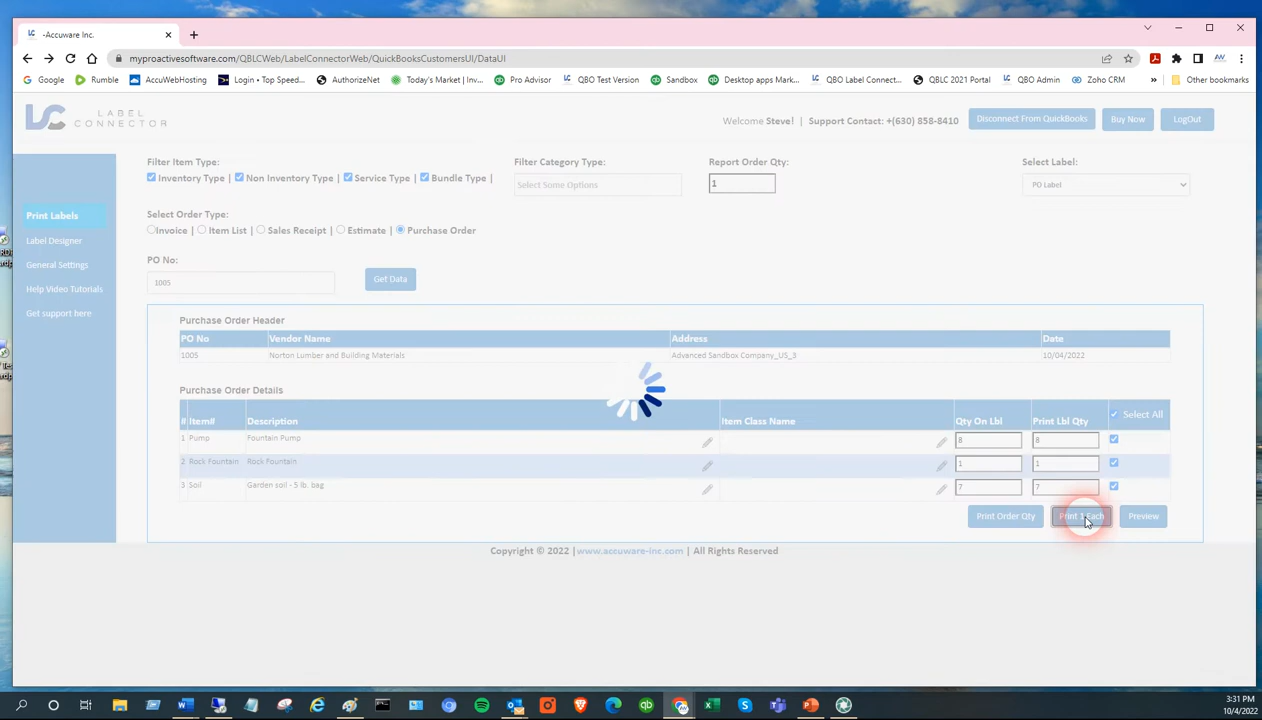 -Accuware Inc.
myproactivesoftware.com/QBLCWeb/LabelConnectorWeb/QuickBooksCustomersUI/DataUI
Google Rumble AccuWebHosting Login • Top Speed... AuthorizeNet Today's Market | Inv... Pro Advisor QBO Test Version Sandbox Desktop apps Mark... QBO Label Connect... QBLC 2021 Portal QBO Admin Zoho CRM » Other bookmarks
LABEL
CONNECTOR
Welcome Steve! | Support Contact: +(630) 858-8410 Disconnect From QuickBooks Buy Now LogOut
Filter Item Type: Filter Category Type: Report Order Qty: Select Label:
Inventory Type | Non Inventory Type | Service Type | Bundle Type | Select Some Options 1 PO Label
Print Labels
Label Designer
General Settings
Help Video Tutorials
Get support here
Select Order Type:
Invoice | Item List | Sales Receipt | Estimate | Purchase Order
PO No:
1005 Get Data
Purchase Order Header
PO No Vendor Name Address Date
1005 Norton Lumber and Building Materials Advanced Sandbox Company_US_3 10/04/2022
Purchase Order Details
# Item# Description Item Class Name Qty On Lbl Print Lbl Qty Select All
1 Pump Fountain Pump 8 8
2 Rock Fountain Rock Fountain 1 1
3 Soil Garden soil - 5 lb. bag 7 7
Print Order Qty Print 1 Each Preview
Copyright © 2022 |www.accuware-inc.com | All Rights Reserved
3:31 PM
10/4/2022